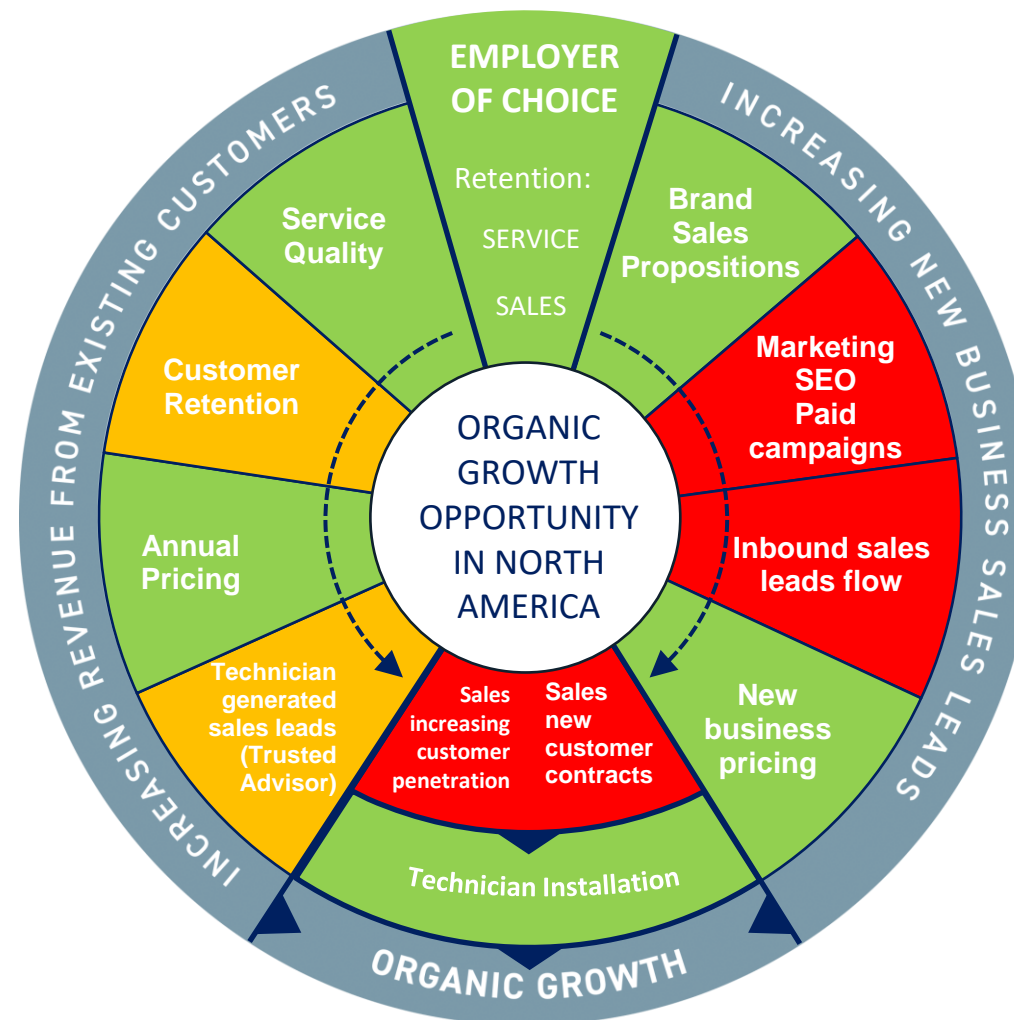 EMPLOYER
OF CHOICE
Retention:
SERVICE
SALES
INCREASING REVENUE FROM EXISTING CUSTOMERS
Service
Quality
Customer
Retention
Annual
Pricing
Technician
generated
sales leads
(Trusted
Advisor)
INCREASING NEW BUSINESS SALES LEADS
Brand
Sales
Propositions
Marketing
SEO
Paid
campaigns
Inbound sales
leads flow
New
business
pricing
ORGANIC
GROWTH
OPPORTUNITY
IN NORTH
AMERICA
Sales
increasing
customer
penetration
Sales
new
customer
contracts
Technician Installation
ORGANIC GROWTH